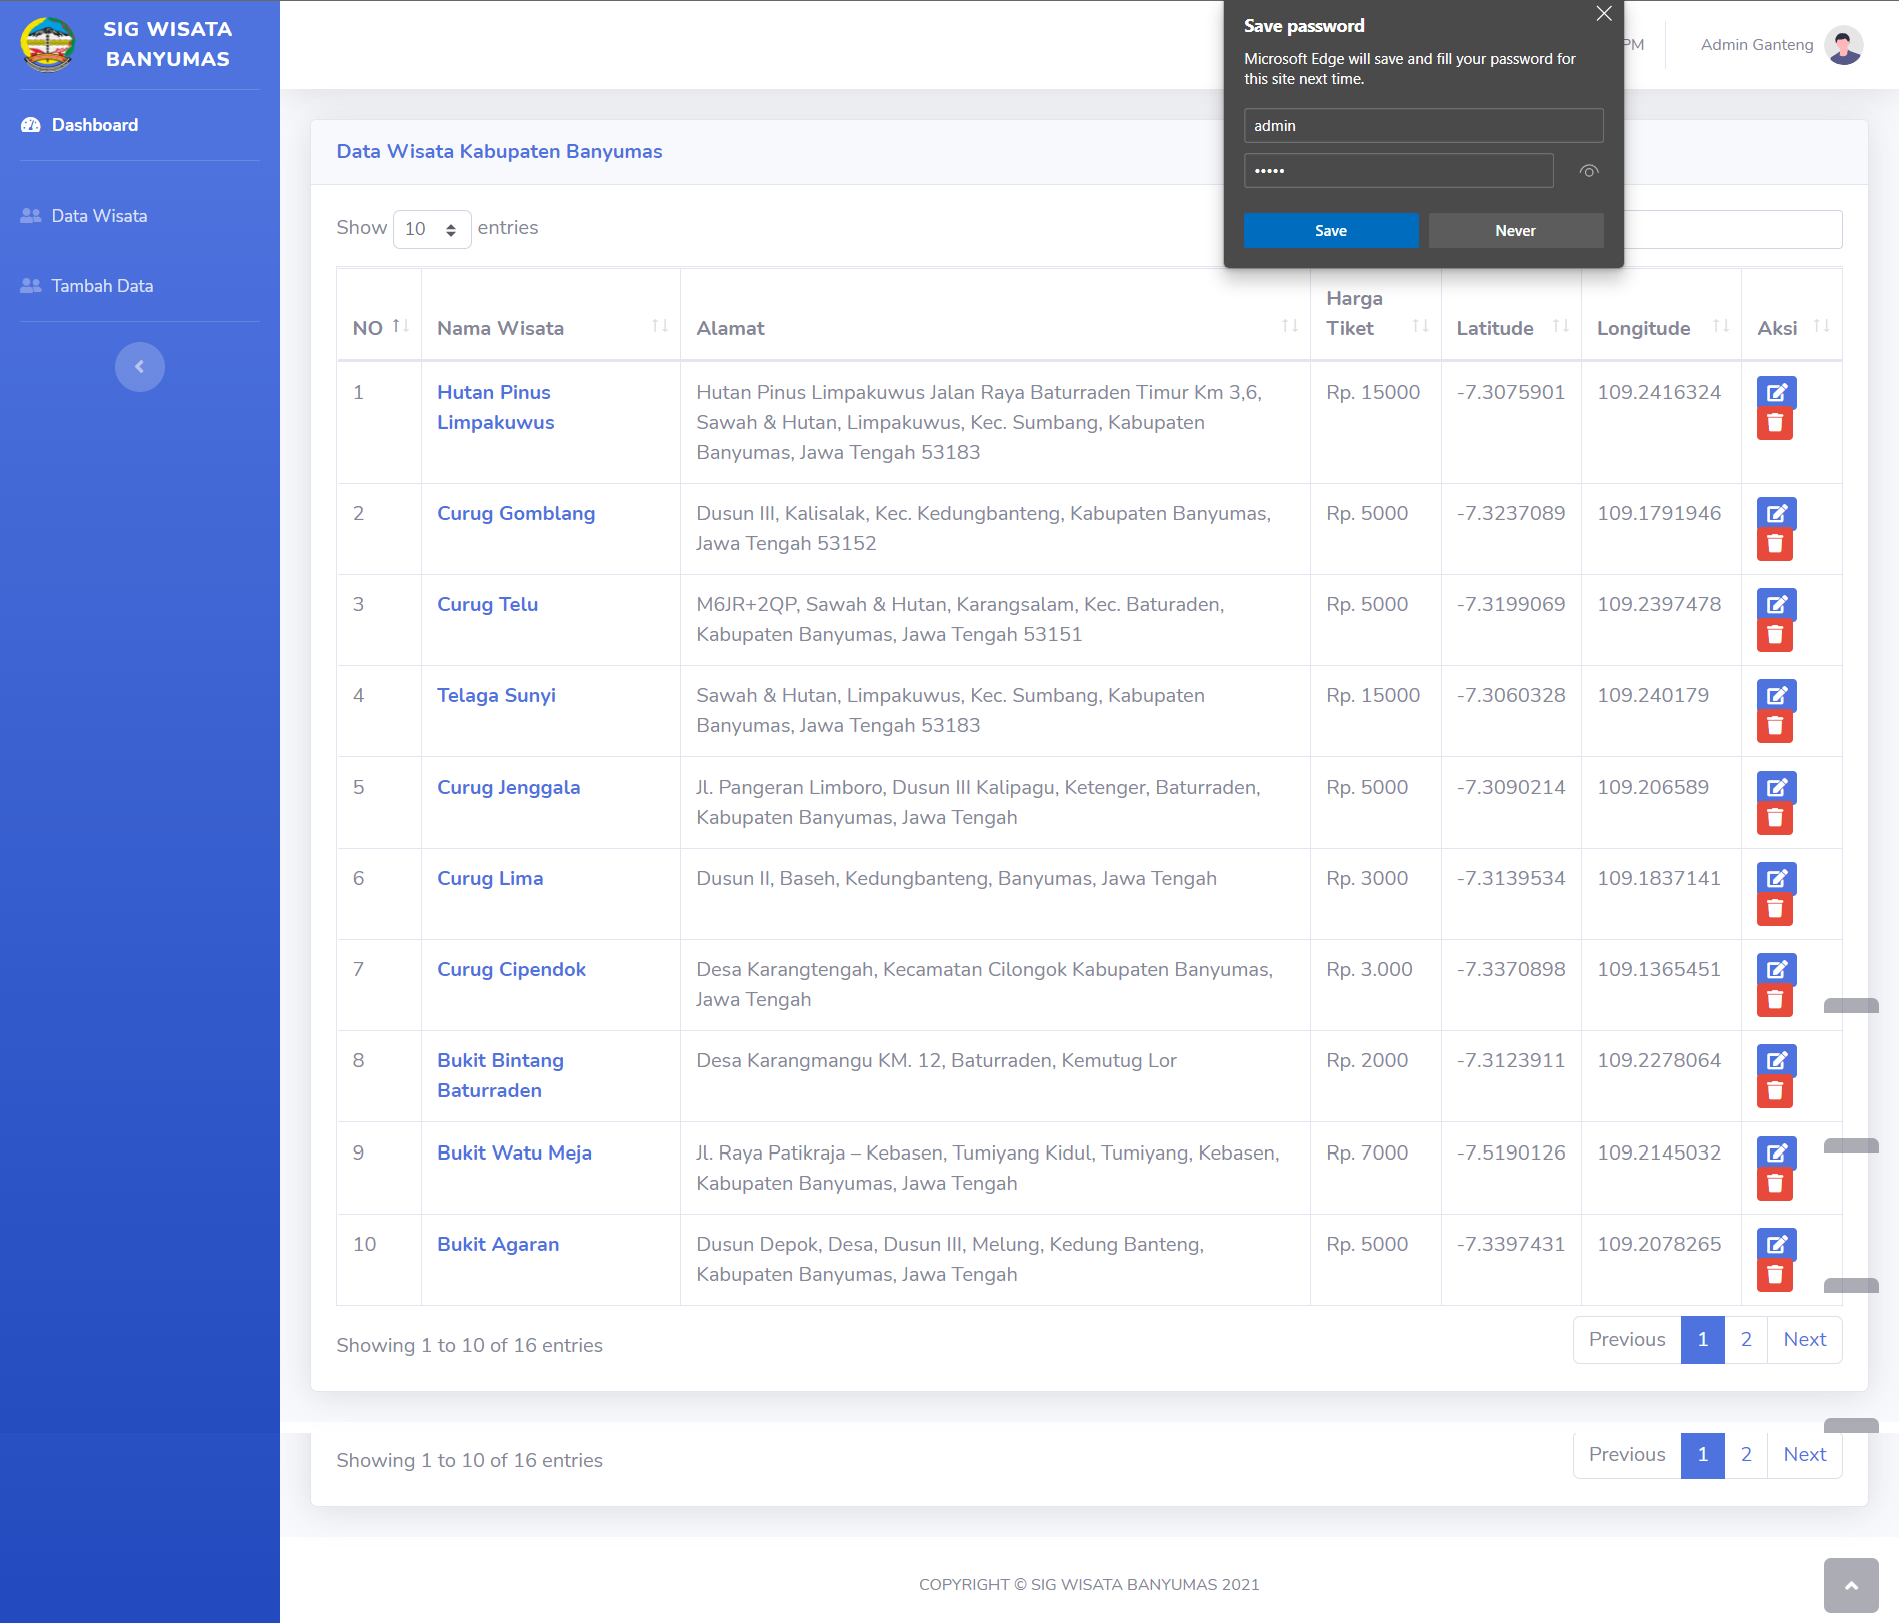 SIG WISATA
BANYUMAS
Dashboard
Data Wisata
Tambah Data
Save password
Microsoft Edge will save and fill your password for
this site next time.
admin
•••••
Save
Never
PM
Admin Ganteng
Data Wisata Kabupaten Banyumas
Show 10 entries
NO Nama Wisata Alamat Harga Tiket Latitude Longitude Aksi
1 Hutan Pinus Limpakuwus Hutan Pinus Limpakuwus Jalan Raya Baturraden Timur Km 3,6, Rp. 15000 -7.3075901 109.2416324
Sawah & Hutan, Limpakuwus, Kec. Sumbang, Kabupaten
Banyumas, Jawa Tengah 53183
2 Curug Gomblang Dusun III, Kalisalak, Kec. Kedungbanteng, Kabupaten Banyumas, Rp. 5000 -7.3237089 109.1791946
Jawa Tengah 53152
3 Curug Telu M6JR+2QP, Sawah & Hutan, Karangsalam, Kec. Baturaden, Rp. 5000 -7.3199069 109.2397478
Kabupaten Banyumas, Jawa Tengah 53151
4 Telaga Sunyi Sawah & Hutan, Limpakuwus, Kec. Sumbang, Kabupaten Rp. 15000 -7.3060328 109.240179
Banyumas, Jawa Tengah 53183
5 Curug Jenggala Jl. Pangeran Limboro, Dusun III Kalipagu, Ketenger, Baturraden, Rp. 5000 -7.3090214 109.206589
Kabupaten Banyumas, Jawa Tengah
6 Curug Lima Dusun II, Baseh, Kedungbanteng, Banyumas, Jawa Tengah Rp. 3000 -7.3139534 109.1837141
7 Curug Cipendok Desa Karangtengah, Kecamatan Cilongok Kabupaten Banyumas, Rp. 3.000 -7.3370898 109.1365451
Jawa Tengah
8 Bukit Bintang Baturraden Desa Karangmangu KM. 12, Baturraden, Kemutug Lor Rp. 2000 -7.3123911 109.2278064
9 Bukit Watu Meja Jl. Raya Patikraja – Kebasen, Tumiyang Kidul, Tumiyang, Kebasen, Rp. 7000 -7.5190126 109.2145032
Kabupaten Banyumas, Jawa Tengah
10 Bukit Agaran Dusun Depok, Desa, Dusun III, Melung, Kedung Banteng, Rp. 5000 -7.3397431 109.2078265
Kabupaten Banyumas, Jawa Tengah
Showing 1 to 10 of 16 entries Previous 1 2 Next
Showing 1 to 10 of 16 entries Previous 1 2 Next
COPYRIGHT © SIG WISATA BANYUMAS 2021